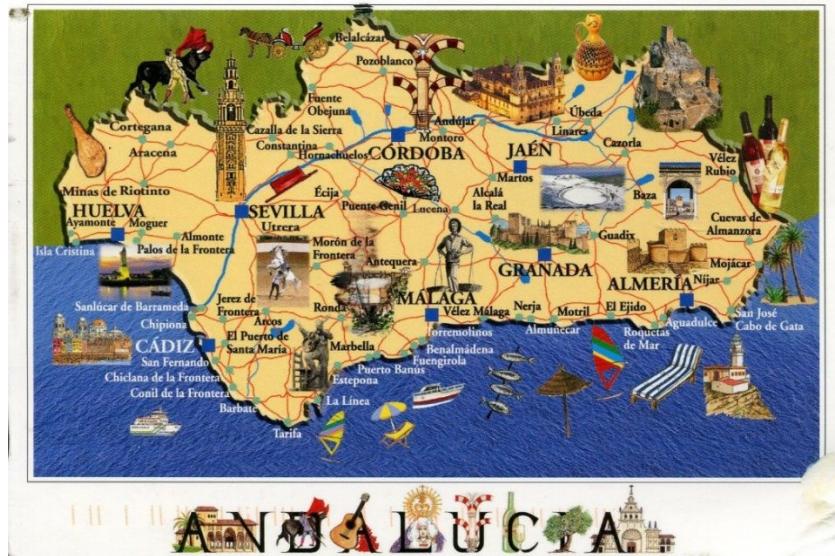 Belalcázar
Pozoblanco
Fuente
Obejuna
Andújar
Montoro
Úbeda
Linares
Cazorla
Cortegana
Aracena
Cazalla de la Sierra
Constantina
Hornachuelos
CÓRDOBA
JAÉN
Martos
Vélez
Rubio
Minas de Riotinto
HUELVA
Ayamonte
Moguer
Isla Cristina
Palos de la Frontera
Almonte
SEVILLA
Utrera
Écija
Puente Genil
Lucena
Alcalá
la Real
Baza
Guadix
Cuevas de
Almanzora
Mojácar
Morón de la
Frontera
Antequera
GRANADA
ALMERÍA
Níjar
San José
Cabo de Gata
Sanlúcar de Barrameda
Chipiona
Jerez de
Frontera
Arcos
Ronda
MÁLAGA
Vélez Málaga
Nerja
Motril
El Ejido
Almuñecar
Roquetas
de Mar
Aguadulce
CÁDIZ
El Puerto de
Santa María
San Fernando
Chiclana de la Frontera
Conil de la Frontera
Barbate
Tarifa
La Línea
Estepona
Marbella
Puerto Banús
Fuengirola
Benalmádena
Torremolinos
ANDALUCIA